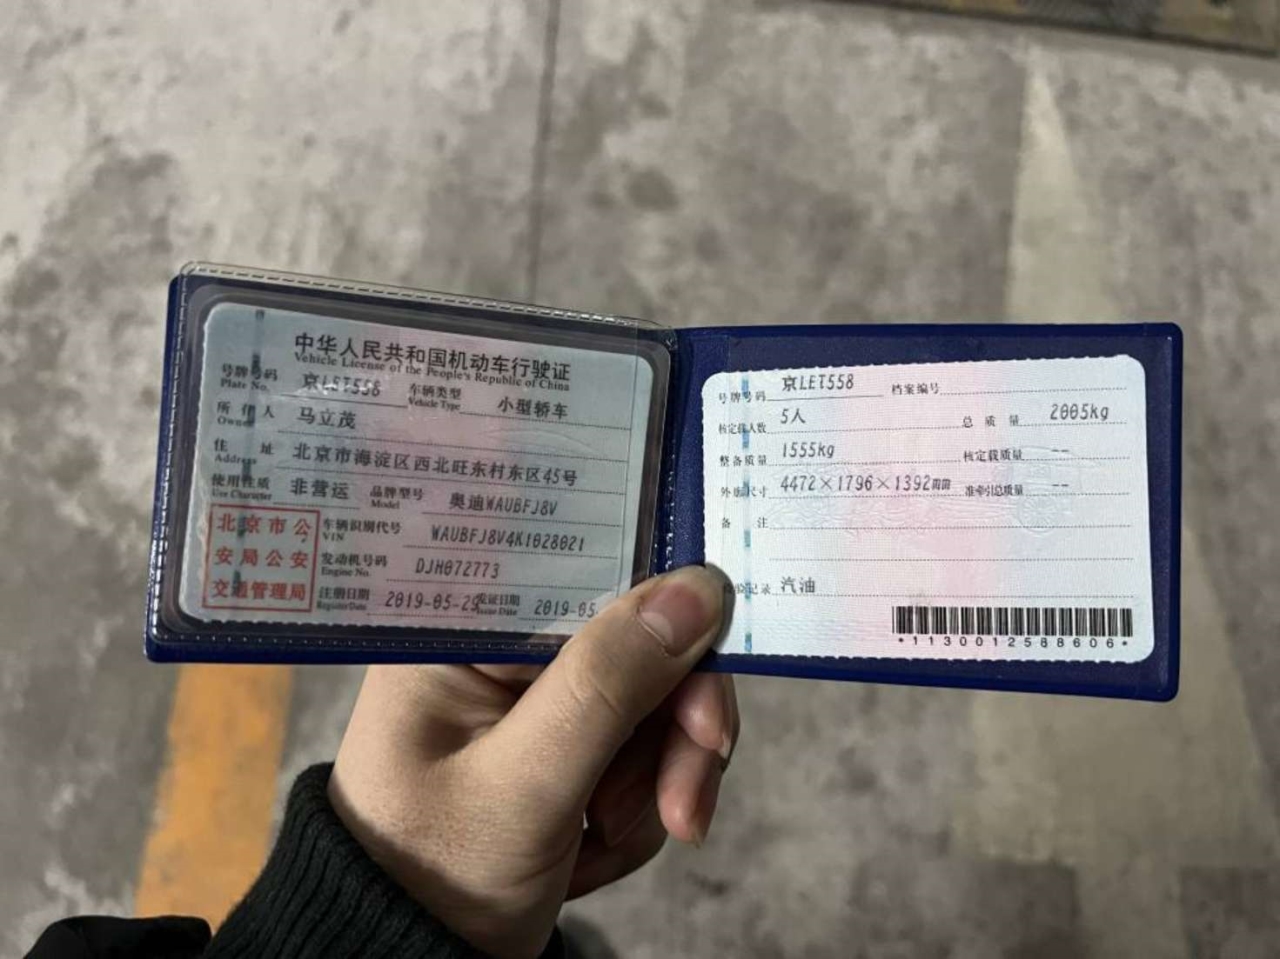 中华人民共和国机动车行驶证
Vehicle License of the People's Republic of China
号牌号码 京LET558 车辆类型 小型轿车
Plate No. Vehicle Type
所有人 马立茂
Owner
住址 北京市海淀区西北旺东村东区45号
Address
使用性质 非营运 品牌型号 奥迪WAUBFJ8V
Use Character Model
北京市公
安局公安
交通管理局
车辆识别代号 WAUBFJ8V4K1028021
VIN
发动机号码 DJH072773
Engine No.
注册日期 2019-05-29 发证日期 2019-05-
Register Date Issue Date
号牌号码 京LET558 档案编号
核定载人数 5人 总质量 2005kg
整备质量 1555kg 核定载质量 --
外廓尺寸 4472×1796×1392mm 准牵引总质量 --
备注
检验记录 汽油
*1130012588606*